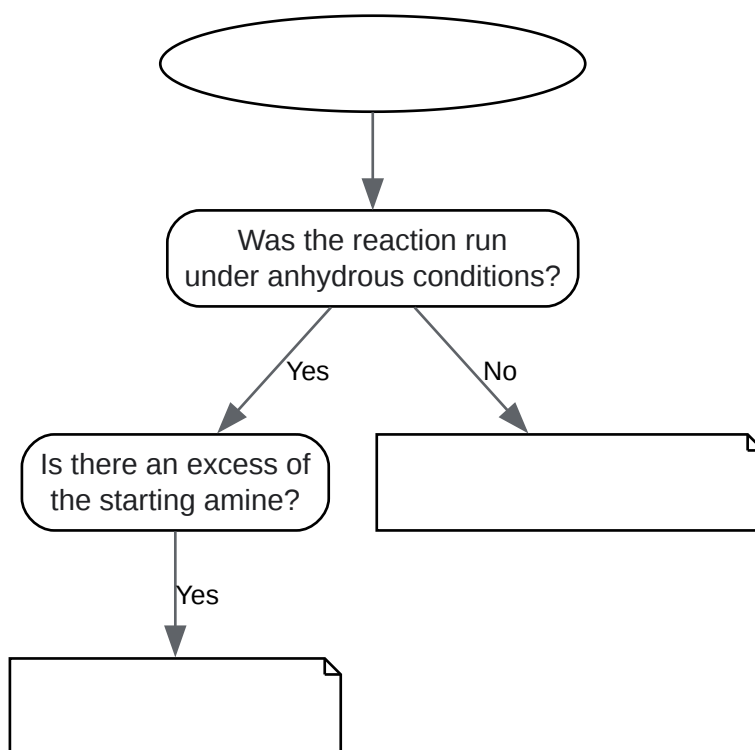 Was the reaction run
under anhydrous conditions?
Yes
No
Is there an excess of
the starting amine?
Yes